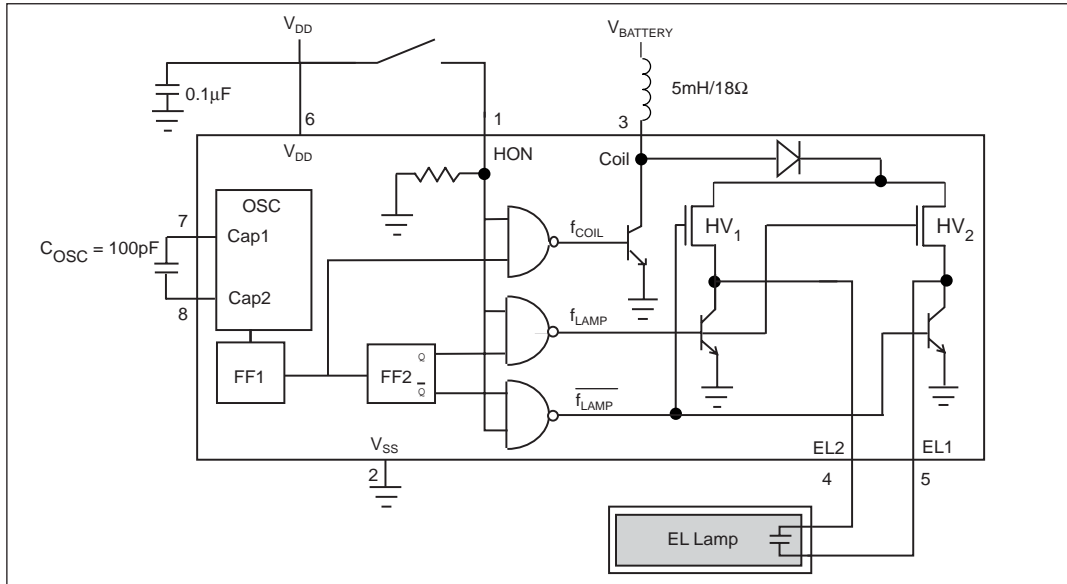 V_DD
V_BATTERY
0.1µF
5mH/18Ω
6
1
3
V_DD
HON
Coil
OSC
7
Cap1
C_OSC = 100pF
Cap2
8
f_COIL
HV_1
HV_2
f_LAMP
FF1
FF2
Q
Q̅
f̅_L̅A̅M̅P̅
V_SS
2
EL2
EL1
4
5
EL Lamp